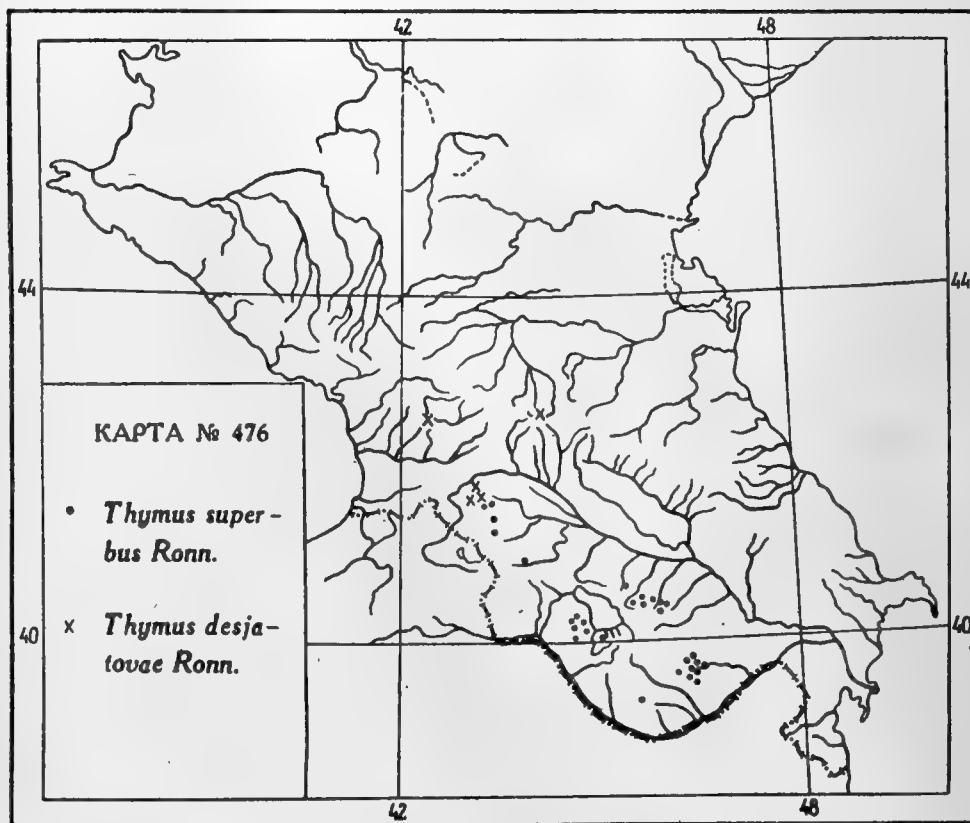 42 48
44 44
КАРТА № 476
• Thymus super-
bus Ronn.
40 40
x Thymus desja-
tovae Ronn.
42 48